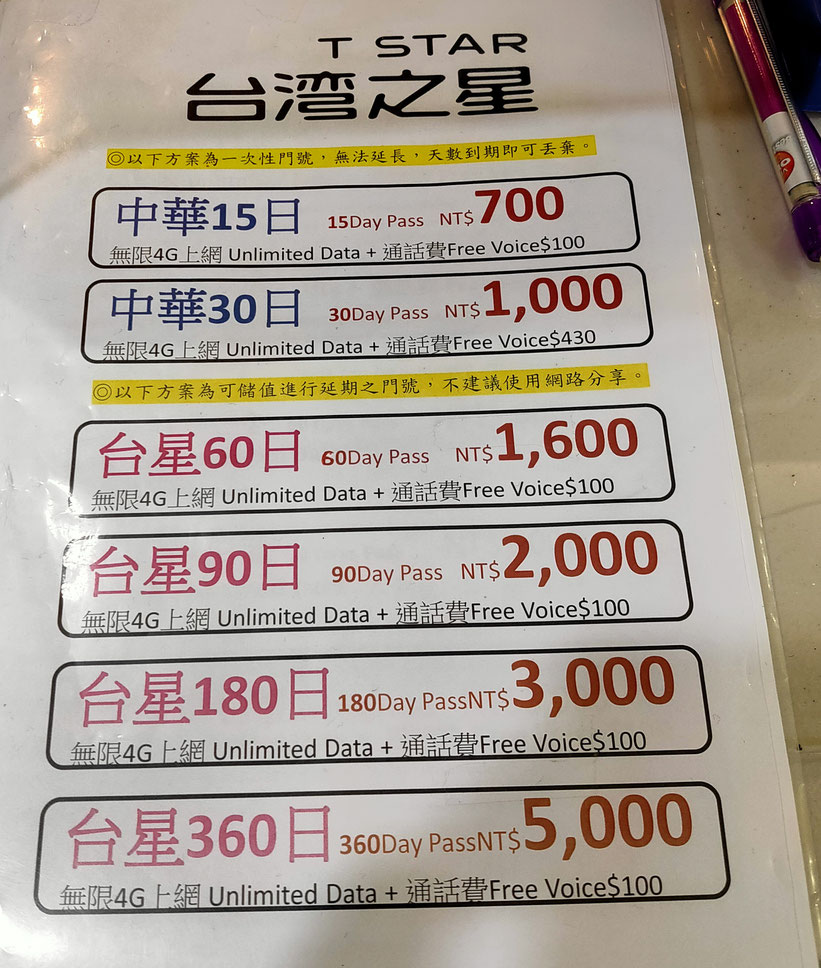 T STAR
台湾之星
◎以下方案為一次性門號，無法延長，天數到期即可丟棄。
中華15日 15Day Pass NT$700
無限4G上網 Unlimited Data + 通話費Free Voice$100
中華30日 30Day Pass NT$1,000
無限4G上網 Unlimited Data + 通話費Free Voice$430
◎以下方案為可儲值進行延期之門號，不建議使用網路分享。
台星60日 60Day Pass NT$1,600
無限4G上網 Unlimited Data + 通話費Free Voice$100
台星90日 90Day Pass NT$2,000
無限4G上網 Unlimited Data + 通話費Free Voice$100
台星180日 180Day PassNT$3,000
無限4G上網 Unlimited Data + 通話費Free Voice$100
台星360日 360Day PassNT$5,000
無限4G上網 Unlimited Data + 通話費Free Voice$100